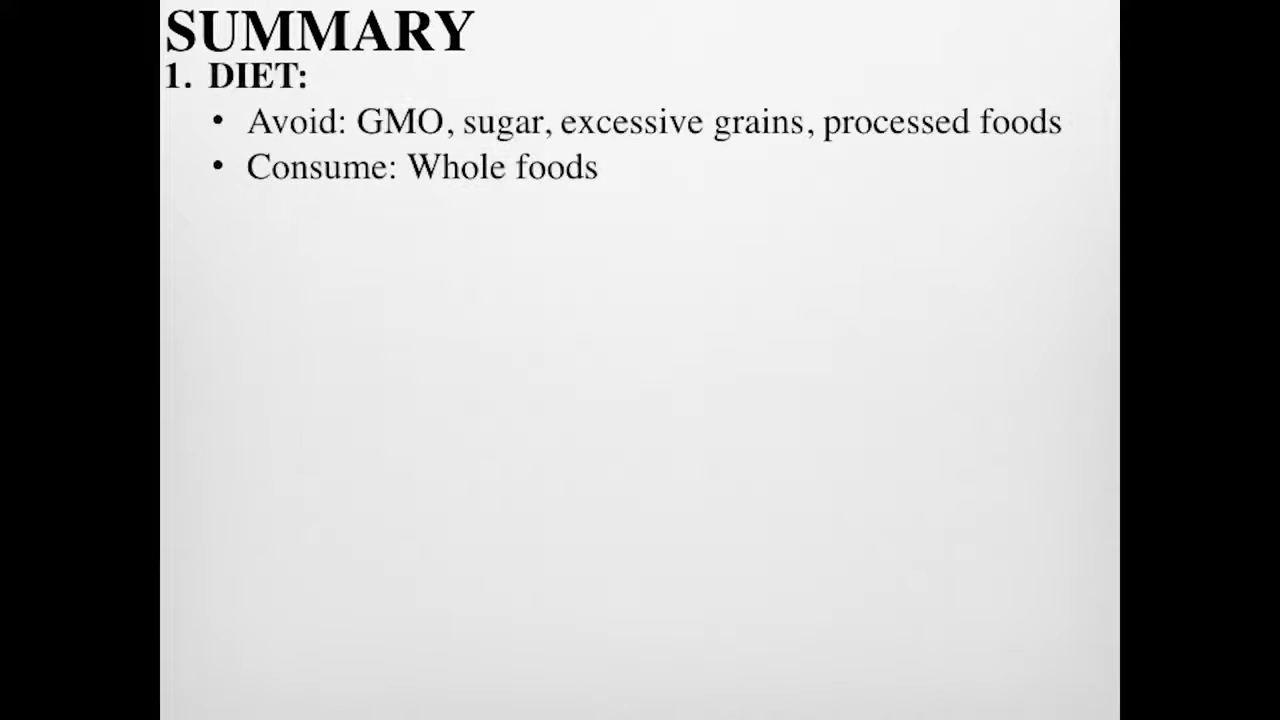 SUMMARY
1. DIET:
• Avoid: GMO, sugar, excessive grains, processed foods
• Consume: Whole foods